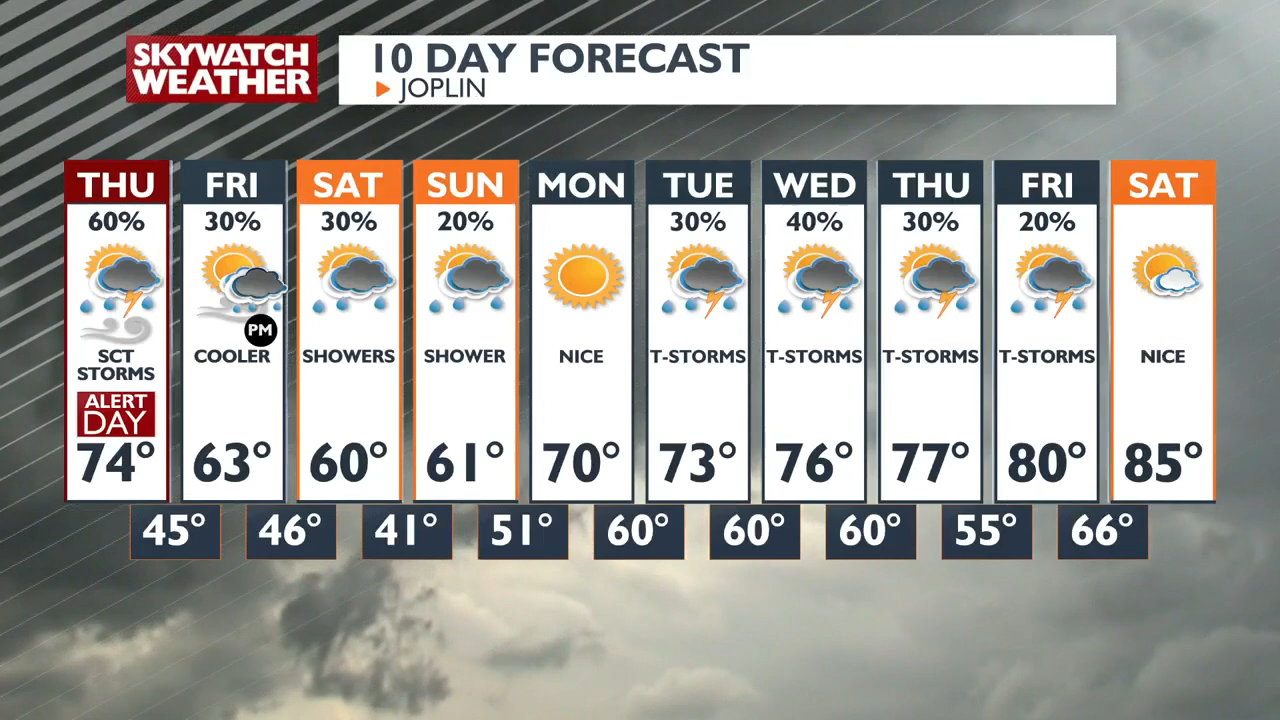 SKYWATCH
WEATHER
10 DAY FORECAST
JOPLIN
THU FRI SAT SUN MON TUE WED THU FRI SAT
60% 30% 30% 20% 30% 40% 30% 20%
PM
SCT STORMS COOLER SHOWERS SHOWER NICE T-STORMS T-STORMS T-STORMS T-STORMS NICE
ALERT
DAY
74° 63° 60° 61° 70° 73° 76° 77° 80° 85°
45° 46° 41° 51° 60° 60° 60° 55° 66°